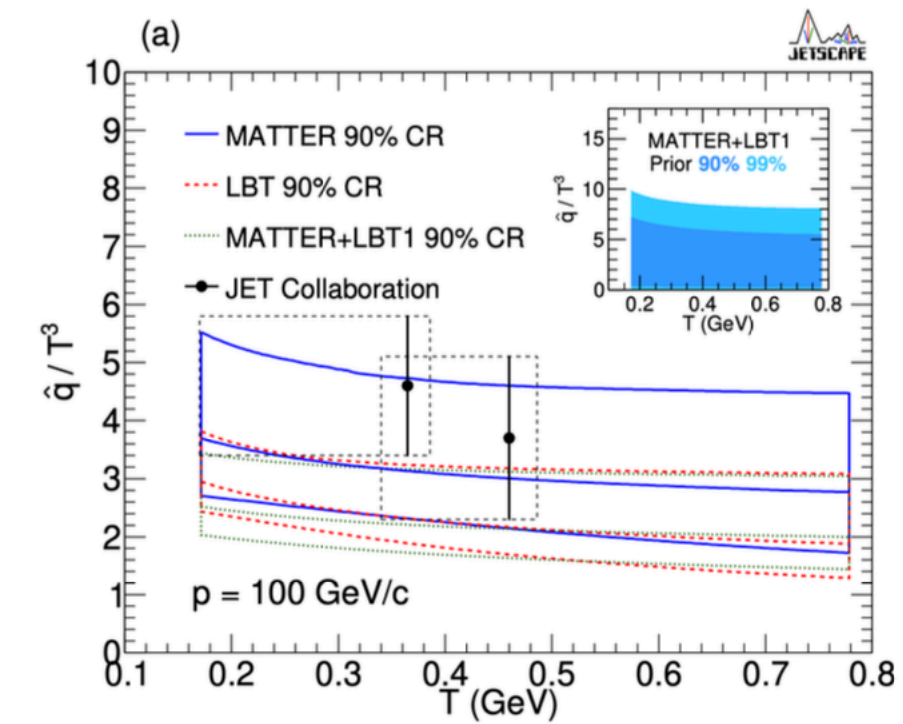 (a)
JETSCAPE
MATTER 90% CR
LBT 90% CR
MATTER+LBT1 90% CR
JET Collaboration
p = 100 GeV/c
q̂ / T³
10
9
8
7
6
5
4
3
2
1
0
0.1 0.2 0.3 0.4 0.5 0.6 0.7 0.8
T (GeV)
MATTER+LBT1
Prior 90% 99%
q̂ / T³
15
10
5
0
0.2 0.4 0.6 0.8
T (GeV)